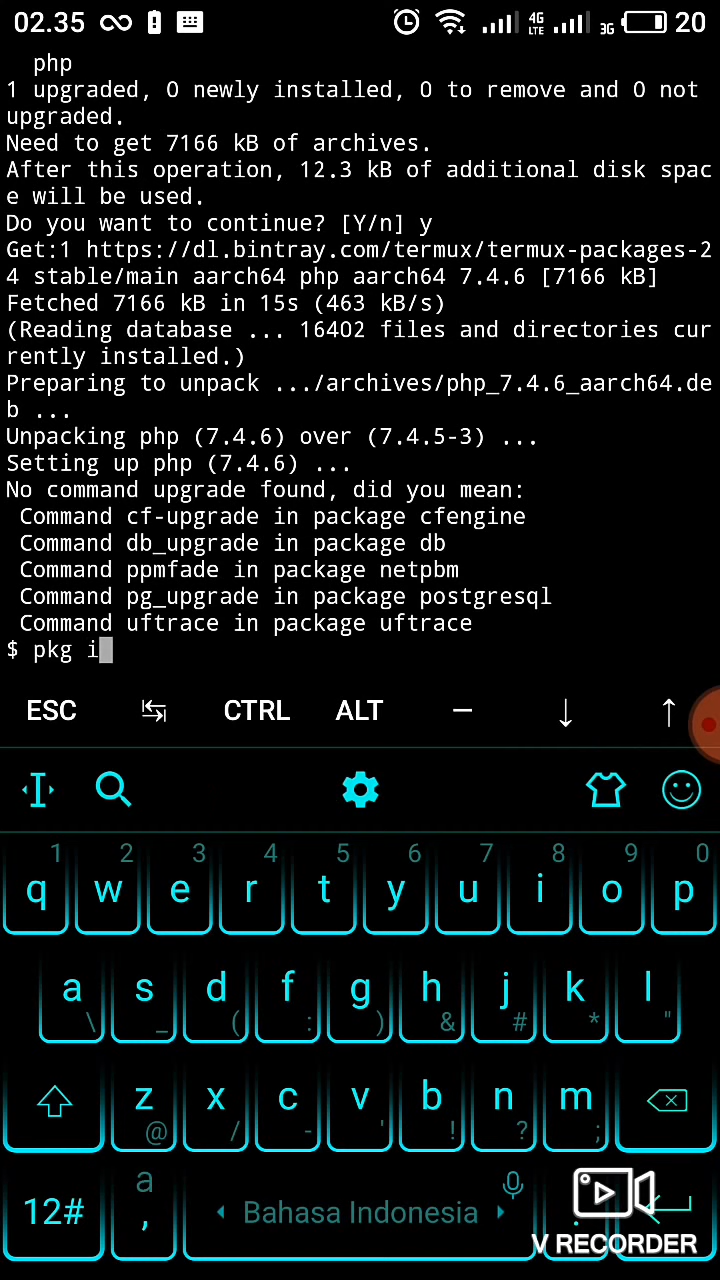 02.35 4G LTE 3G 20
php
1 upgraded, 0 newly installed, 0 to remove and 0 not
upgraded.
Need to get 7166 kB of archives.
After this operation, 12.3 kB of additional disk spac
e will be used.
Do you want to continue? [Y/n] y
Get:1 https://dl.bintray.com/termux/termux-packages-2
4 stable/main aarch64 php aarch64 7.4.6 [7166 kB]
Fetched 7166 kB in 15s (463 kB/s)
(Reading database ... 16402 files and directories cur
rently installed.)
Preparing to unpack .../archives/php_7.4.6_aarch64.de
b ...
Unpacking php (7.4.6) over (7.4.5-3) ...
Setting up php (7.4.6) ...
No command upgrade found, did you mean:
Command cf-upgrade in package cfengine
Command db_upgrade in package db
Command ppmfade in package netpbm
Command pg_upgrade in package postgresql
Command uftrace in package uftrace
$ pkg i
ESC ↹ CTRL ALT — ↓ ↑
1 2 3 4 5 6 7 8 9 0
q w e r t y u i o p
a s d f g h j k l
\ _ ( : ) & # * "
z x c v b n m
@ / - ' ! ? ;
12# a , Bahasa Indonesia .
V RECORDER